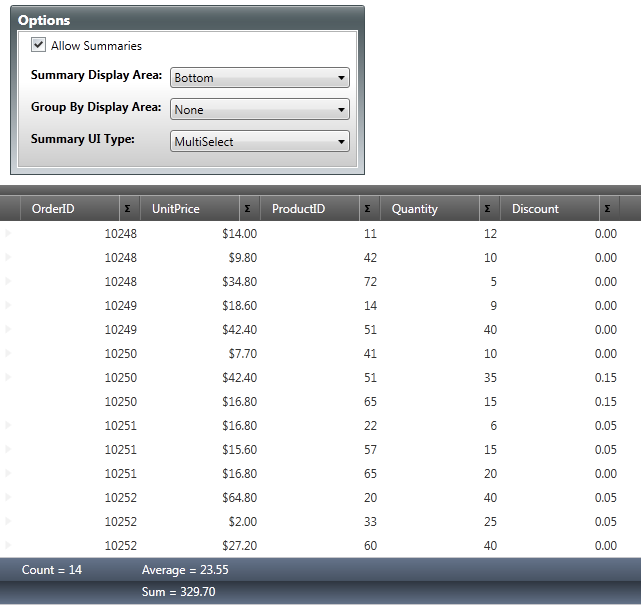 Options
Allow Summaries
Summary Display Area: Bottom
Group By Display Area: None
Summary UI Type: MultiSelect
OrderID Σ UnitPrice Σ ProductID Σ Quantity Σ Discount Σ
10248 $14.00 11 12 0.00
10248 $9.80 42 10 0.00
10248 $34.80 72 5 0.00
10249 $18.60 14 9 0.00
10249 $42.40 51 40 0.00
10250 $7.70 41 10 0.00
10250 $42.40 51 35 0.15
10250 $16.80 65 15 0.15
10251 $16.80 22 6 0.05
10251 $15.60 57 15 0.05
10251 $16.80 65 20 0.00
10252 $64.80 20 40 0.05
10252 $2.00 33 25 0.05
10252 $27.20 60 40 0.00
Count = 14 Average = 23.55
Sum = 329.70